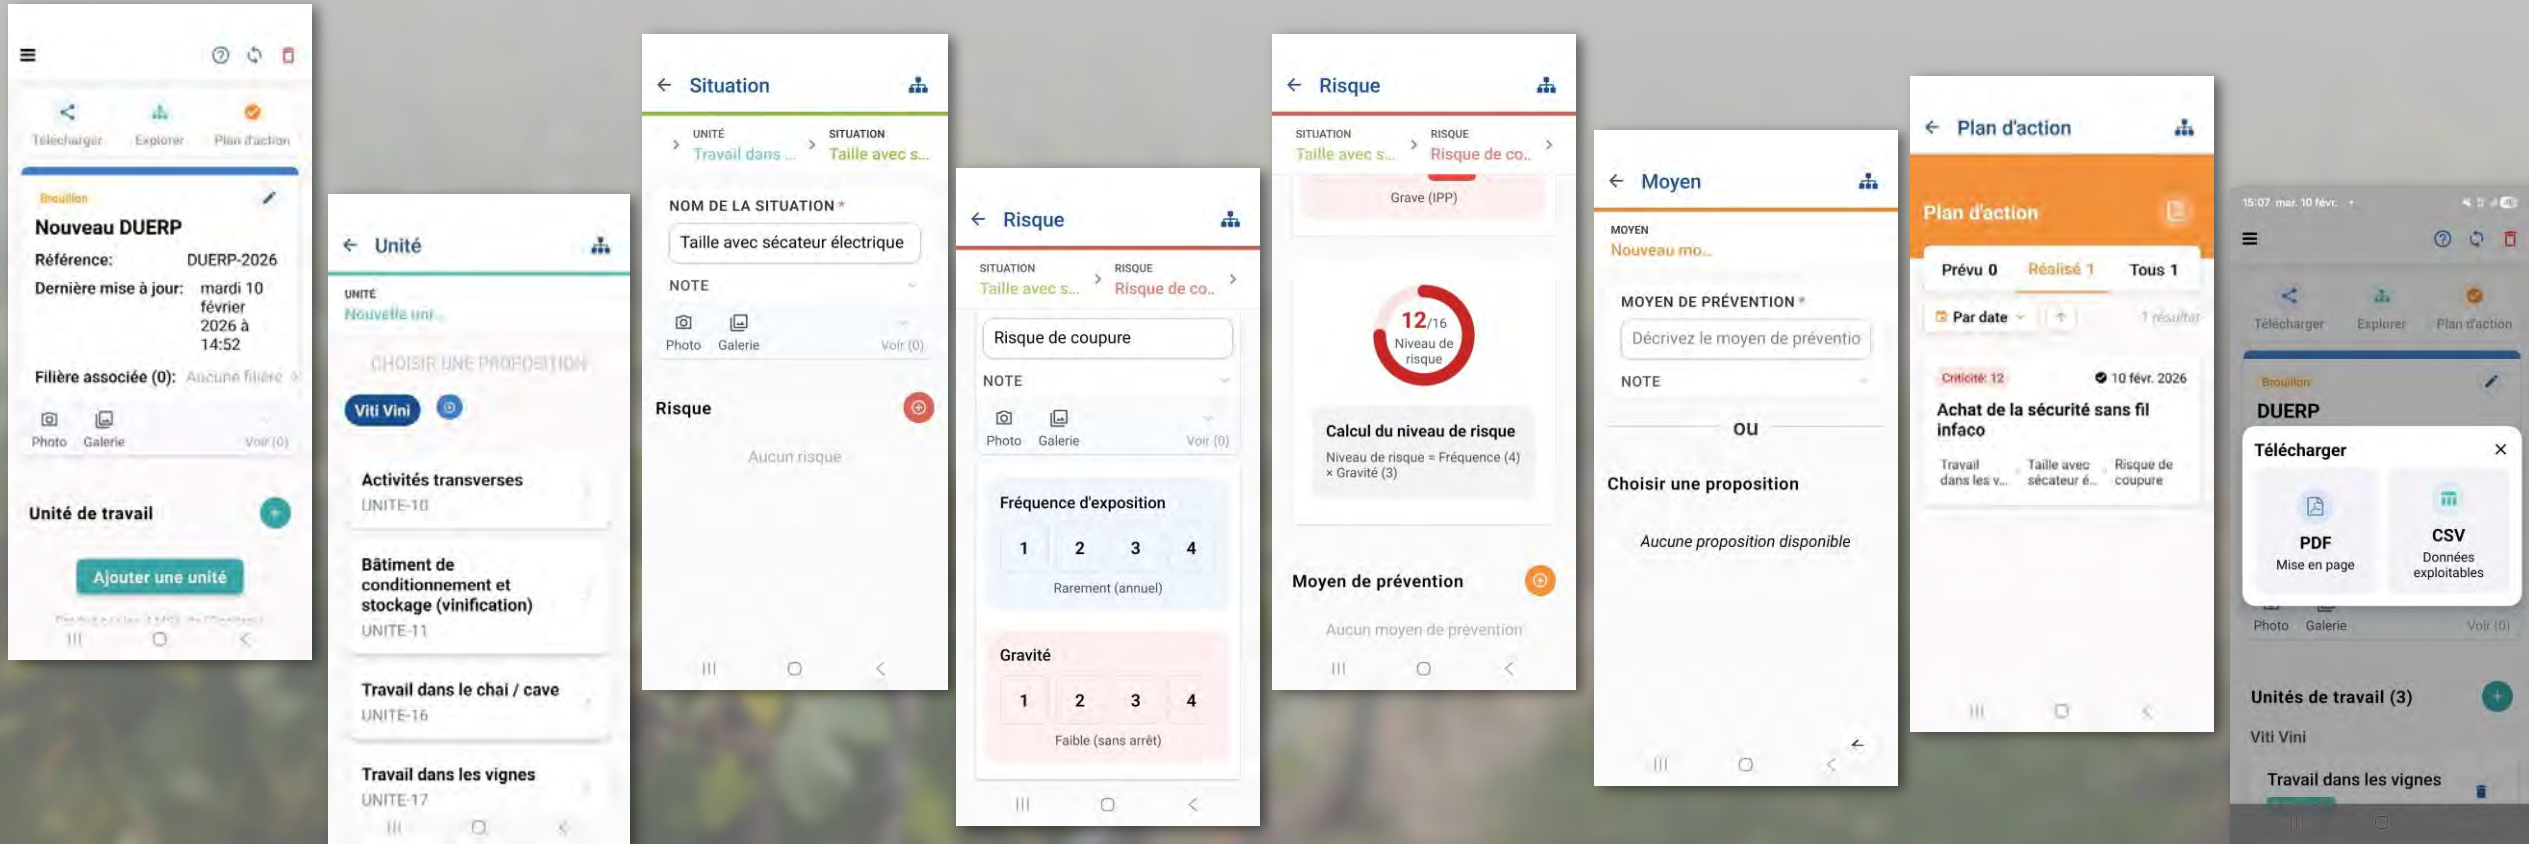 Télécharger
Explorer
Plan d'action
Brouillon
Nouveau DUERP
Référence: DUERP-2026
Dernière mise à jour: mardi 10
février
2026 à
14:52
Filière associée (0): Aucune filière
Photo Galerie Voir (0)
Unité de travail
Ajouter une unité
Unité
UNITÉ
Nouvelle uni...
CHOISIR UNE PROPOSITION
Viti Vini
Activités transverses
UNITE-10
Bâtiment de
conditionnement et
stockage (vinification)
UNITE-11
Travail dans le chai / cave
UNITE-16
Travail dans les vignes
UNITE-17
Situation
UNITÉ SITUATION
Travail dans ... Taille avec s...
NOM DE LA SITUATION *
Taille avec sécateur électrique
NOTE
Photo Galerie Voir (0)
Risque
Aucun risque
Risque
SITUATION RISQUE
Taille avec s... Risque de co..
Risque de coupure
NOTE
Photo Galerie Voir (0)
Fréquence d'exposition
1 2 3 4
Rarement (annuel)
Gravité
1 2 3 4
Faible (sans arrêt)
Risque
SITUATION RISQUE
Taille avec s... Risque de co..
Grave (IPP)
12/16
Niveau de
risque
Calcul du niveau de risque
Niveau de risque = Fréquence (4)
× Gravité (3)
Moyen de prévention
Aucun moyen de prévention
Moyen
MOYEN
Nouveau mo...
MOYEN DE PRÉVENTION *
Décrivez le moyen de préventio
NOTE
OU
Choisir une proposition
Aucune proposition disponible
Plan d'action
Plan d'action
Prévu 0 Réalisé 1 Tous 1
Par date 1 résultat
Criticité: 12 10 févr. 2026
Achat de la sécurité sans fil
infaco
Travail
dans les v...
Taille avec
sécateur é...
Risque de
coupure
15:07 mar. 10 févr.
Télécharger Explorer Plan d'action
Brouillon
DUERP
Télécharger
PDF
Mise en page
CSV
Données
exploitables
Photo Galerie Voir (0)
Unités de travail (3)
Viti Vini
Travail dans les vignes